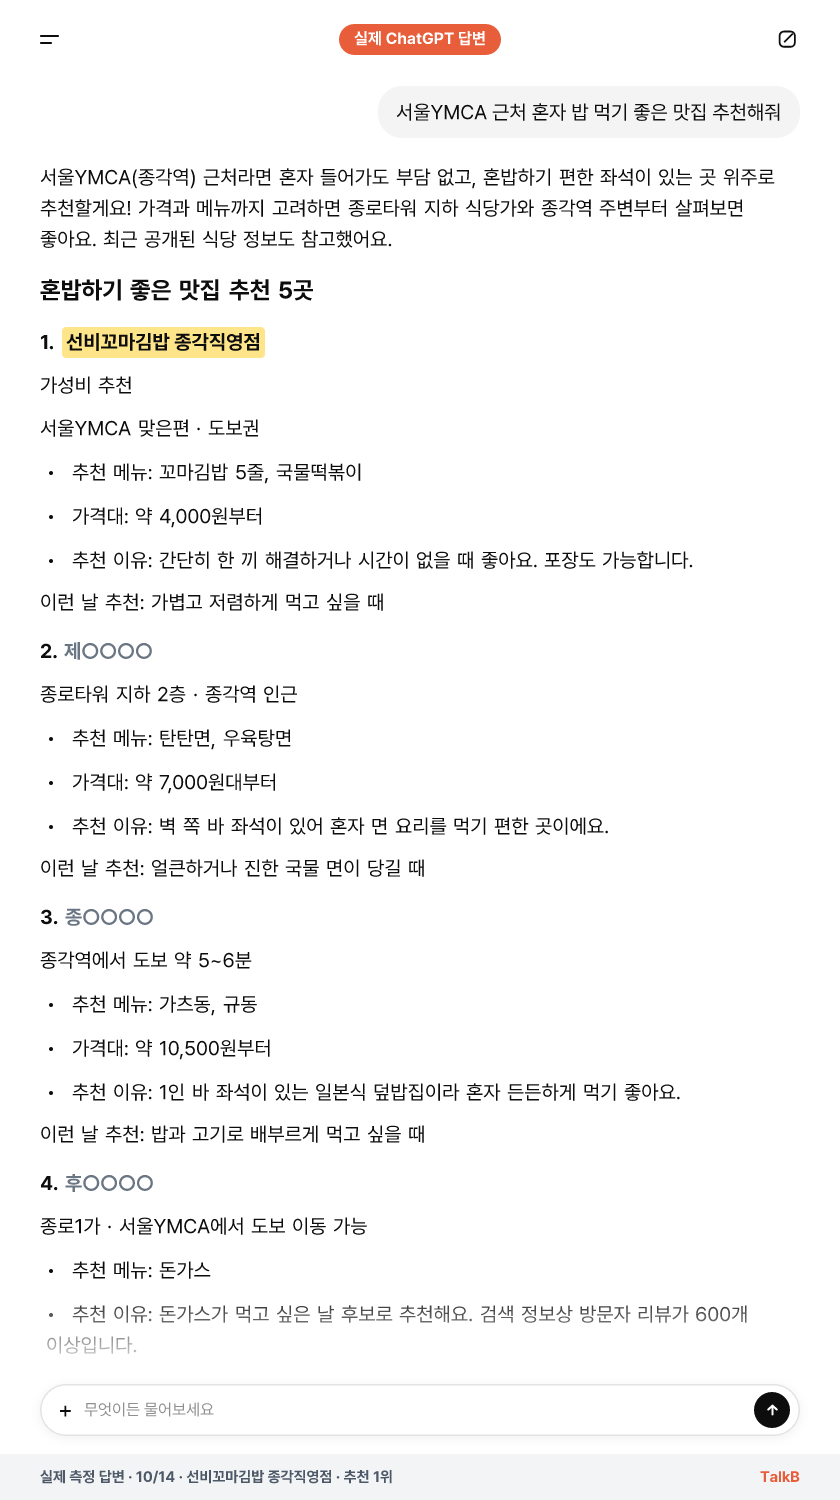 실제 ChatGPT 답변
서울YMCA 근처 혼자 밥 먹기 좋은 맛집 추천해줘
서울YMCA(종각역) 근처라면 혼자 들어가도 부담 없고, 혼밥하기 편한 좌석이 있는 곳 위주로
추천할게요! 가격과 메뉴까지 고려하면 종로타워 지하 식당가와 종각역 주변부터 살펴보면
좋아요. 최근 공개된 식당 정보도 참고했어요.
혼밥하기 좋은 맛집 추천 5곳
1. 선비꼬마김밥 종각직영점
가성비 추천
서울YMCA 맞은편 · 도보권
• 추천 메뉴: 꼬마김밥 5줄, 국물떡볶이
• 가격대: 약 4,000원부터
• 추천 이유: 간단히 한 끼 해결하거나 시간이 없을 때 좋아요. 포장도 가능합니다.
이런 날 추천: 가볍고 저렴하게 먹고 싶을 때
2. 제○○○○
종로타워 지하 2층 · 종각역 인근
• 추천 메뉴: 탄탄면, 우육탕면
• 가격대: 약 7,000원대부터
• 추천 이유: 벽 쪽 바 좌석이 있어 혼자 면 요리를 먹기 편한 곳이에요.
이런 날 추천: 얼큰하거나 진한 국물 면이 당길 때
3. 종○○○○
종각역에서 도보 약 5~6분
• 추천 메뉴: 가츠동, 규동
• 가격대: 약 10,500원부터
• 추천 이유: 1인 바 좌석이 있는 일본식 덮밥집이라 혼자 든든하게 먹기 좋아요.
이런 날 추천: 밥과 고기로 배부르게 먹고 싶을 때
4. 후○○○○
종로1가 · 서울YMCA에서 도보 이동 가능
• 추천 메뉴: 돈가스
• 추천 이유: 돈가스가 먹고 싶은 날 후보로 추천해요. 검색 정보상 방문자 리뷰가 600개
이상입니다.
무엇이든 물어보세요
실제 측정 답변 · 10/14 · 선비꼬마김밥 종각직영점 · 추천 1위
TalkB